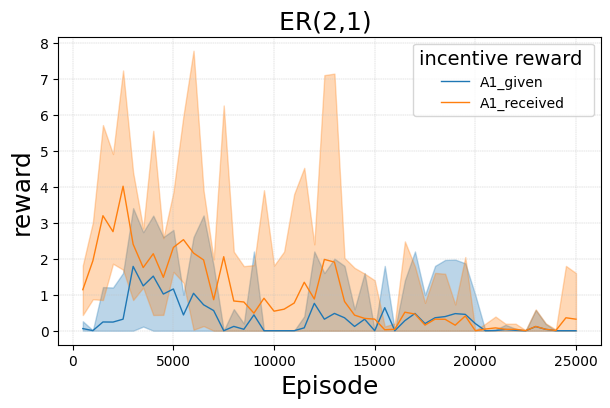 ER(2,1)
incentive reward
A1_given
A1_received
reward
8
7
6
5
4
3
2
1
0
0 5000 10000 15000 20000 25000
Episode